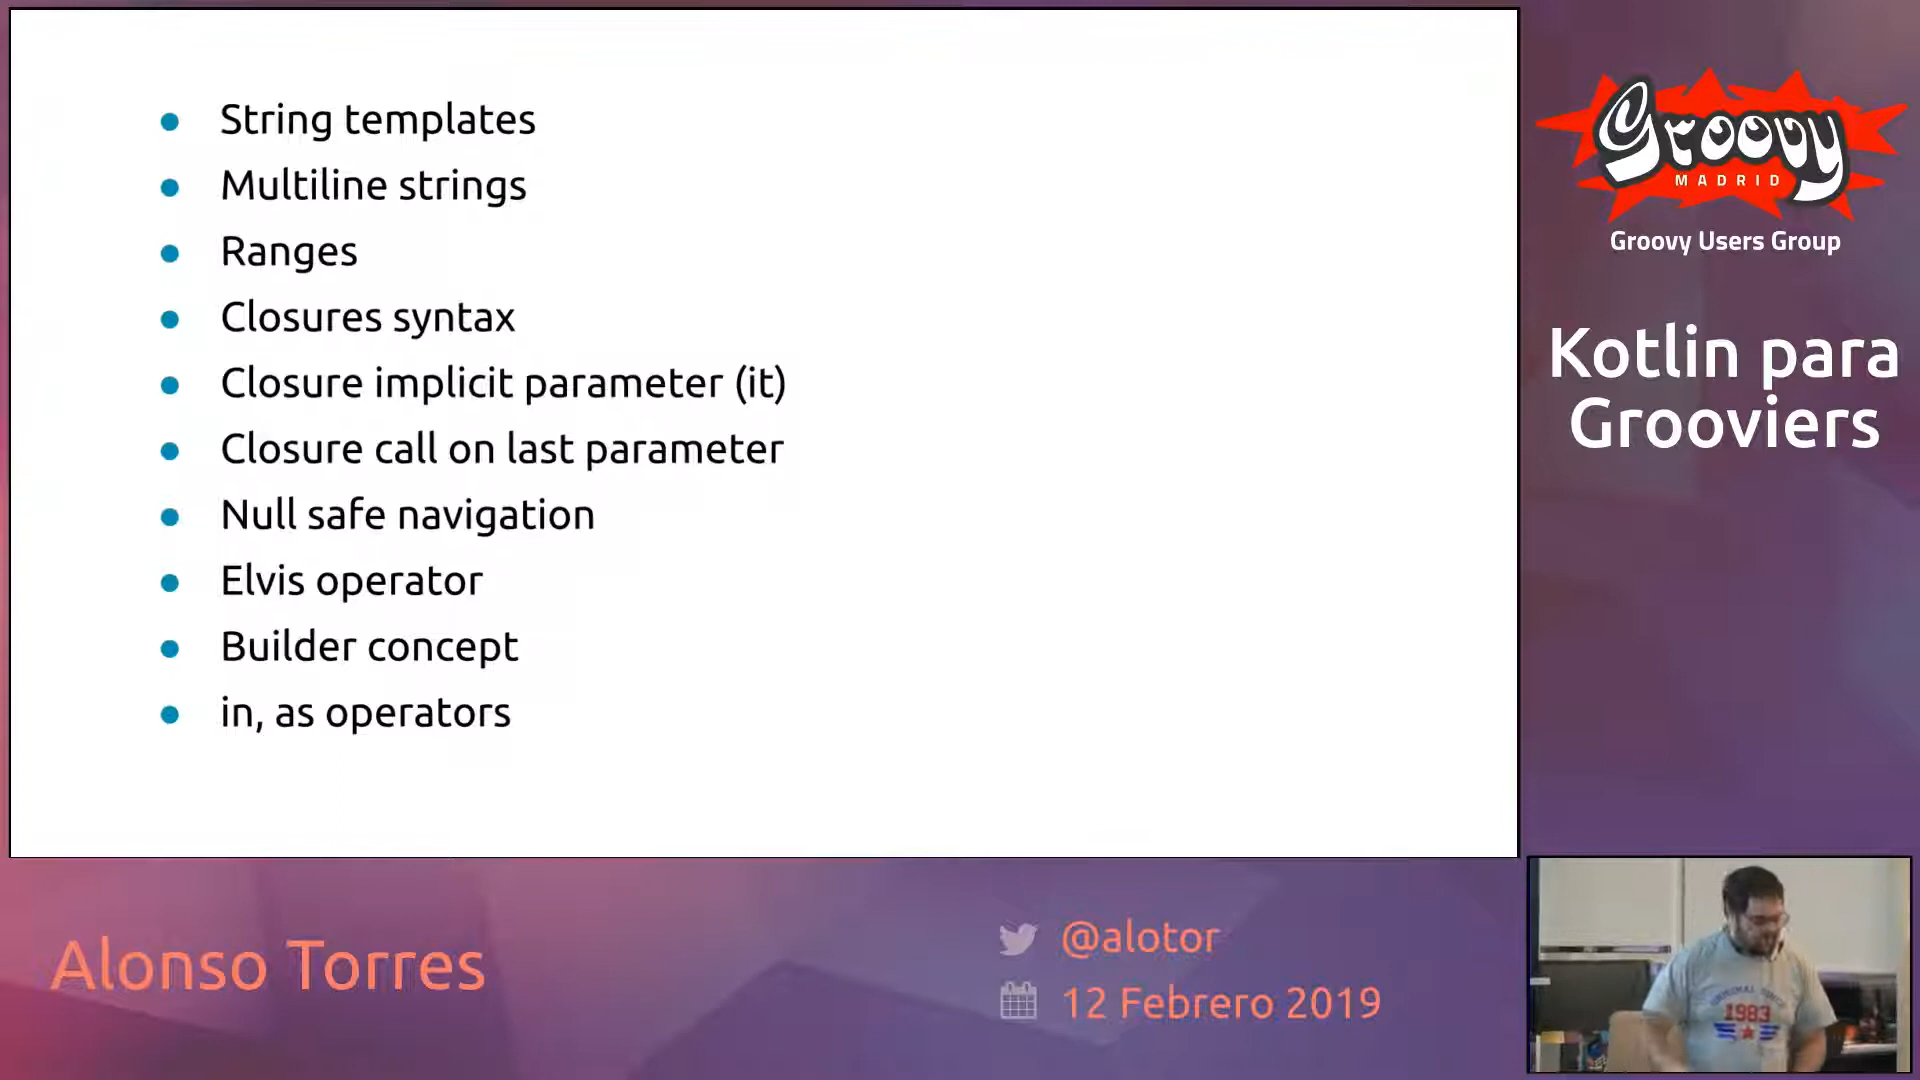 String templates
Multiline strings
Ranges
Closures syntax
Closure implicit parameter (it)
Closure call on last parameter
Null safe navigation
Elvis operator
Builder concept
in, as operators
Groovy
MADRID
Groovy Users Group
Kotlin para
Grooviers
Alonso Torres
@alotor
12 Febrero 2019
1983